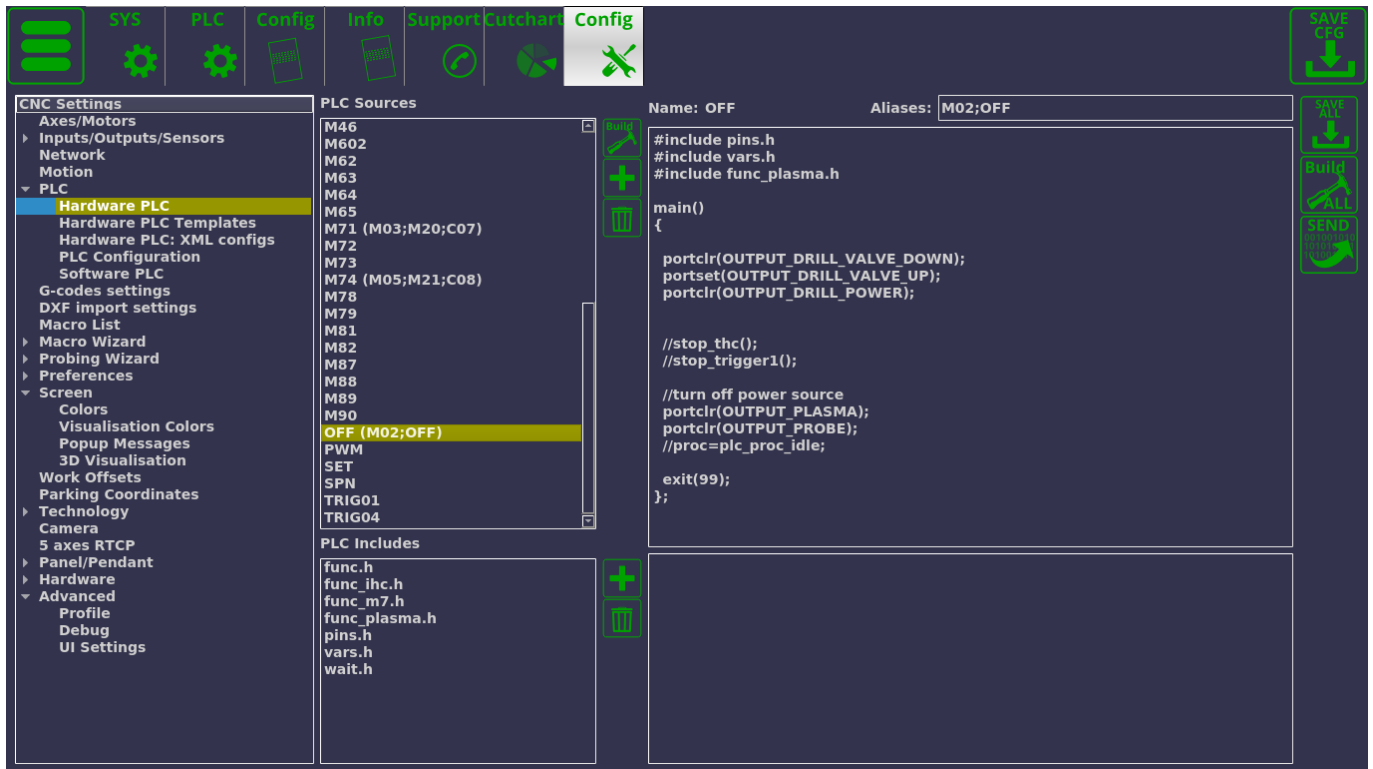 SYS
PLC
Config
Info
Support
Cutchart
Config
SAVE
CFG
CNC Settings
Axes/Motors
Inputs/Outputs/Sensors
Network
Motion
PLC
Hardware PLC
Hardware PLC Templates
Hardware PLC: XML configs
PLC Configuration
Software PLC
G-codes settings
DXF import settings
Macro List
Macro Wizard
Probing Wizard
Preferences
Screen
Colors
Visualisation Colors
Popup Messages
3D Visualisation
Work Offsets
Parking Coordinates
Technology
Camera
5 axes RTCP
Panel/Pendant
Hardware
Advanced
Profile
Debug
UI Settings
PLC Sources
M46
M602
M62
M63
M64
M65
M71 (M03;M20;C07)
M72
M73
M74 (M05;M21;C08)
M78
M79
M81
M82
M87
M88
M89
M90
OFF (M02;OFF)
PWM
SET
SPN
TRIG01
TRIG04
Build
PLC Includes
func.h
func_ihc.h
func_m7.h
func_plasma.h
pins.h
vars.h
wait.h
Name: OFF
Aliases: M02;OFF
#include pins.h
#include vars.h
#include func_plasma.h
main()
{
portclr(OUTPUT_DRILL_VALVE_DOWN);
portset(OUTPUT_DRILL_VALVE_UP);
portclr(OUTPUT_DRILL_POWER);
//stop_thc();
//stop_trigger1();
//turn off power source
portclr(OUTPUT_PLASMA);
portclr(OUTPUT_PROBE);
//proc=plc_proc_idle;
exit(99);
};
SAVE
ALL
Build
ALL
SEND